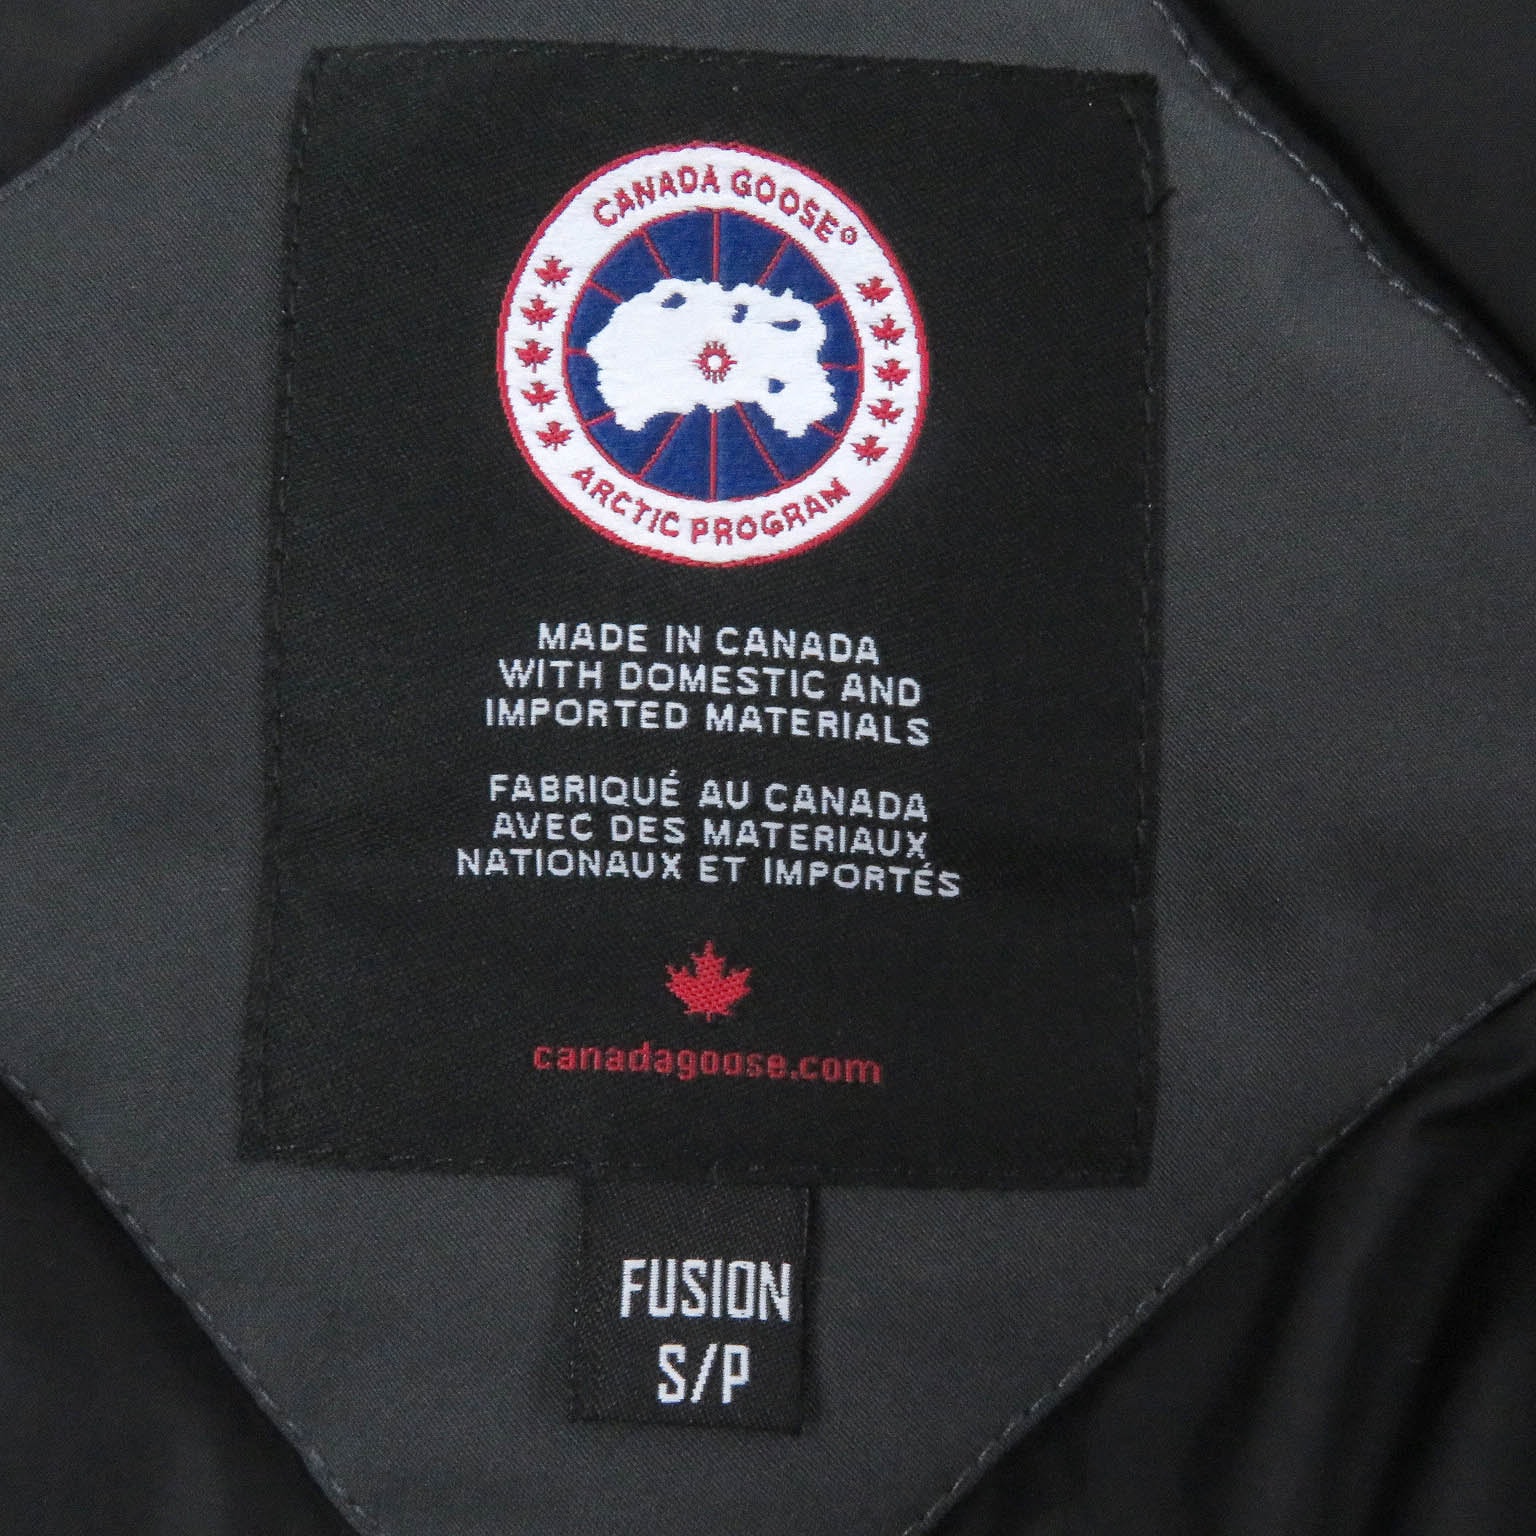 CANADA GOOSE®
ARCTIC PROGRAM
MADE IN CANADA
WITH DOMESTIC AND
IMPORTED MATERIALS
FABRIQUÉ AU CANADA
AVEC DES MATERIAUX
NATIONAUX ET IMPORTÉS
canadagoose.com
FUSION
S/P